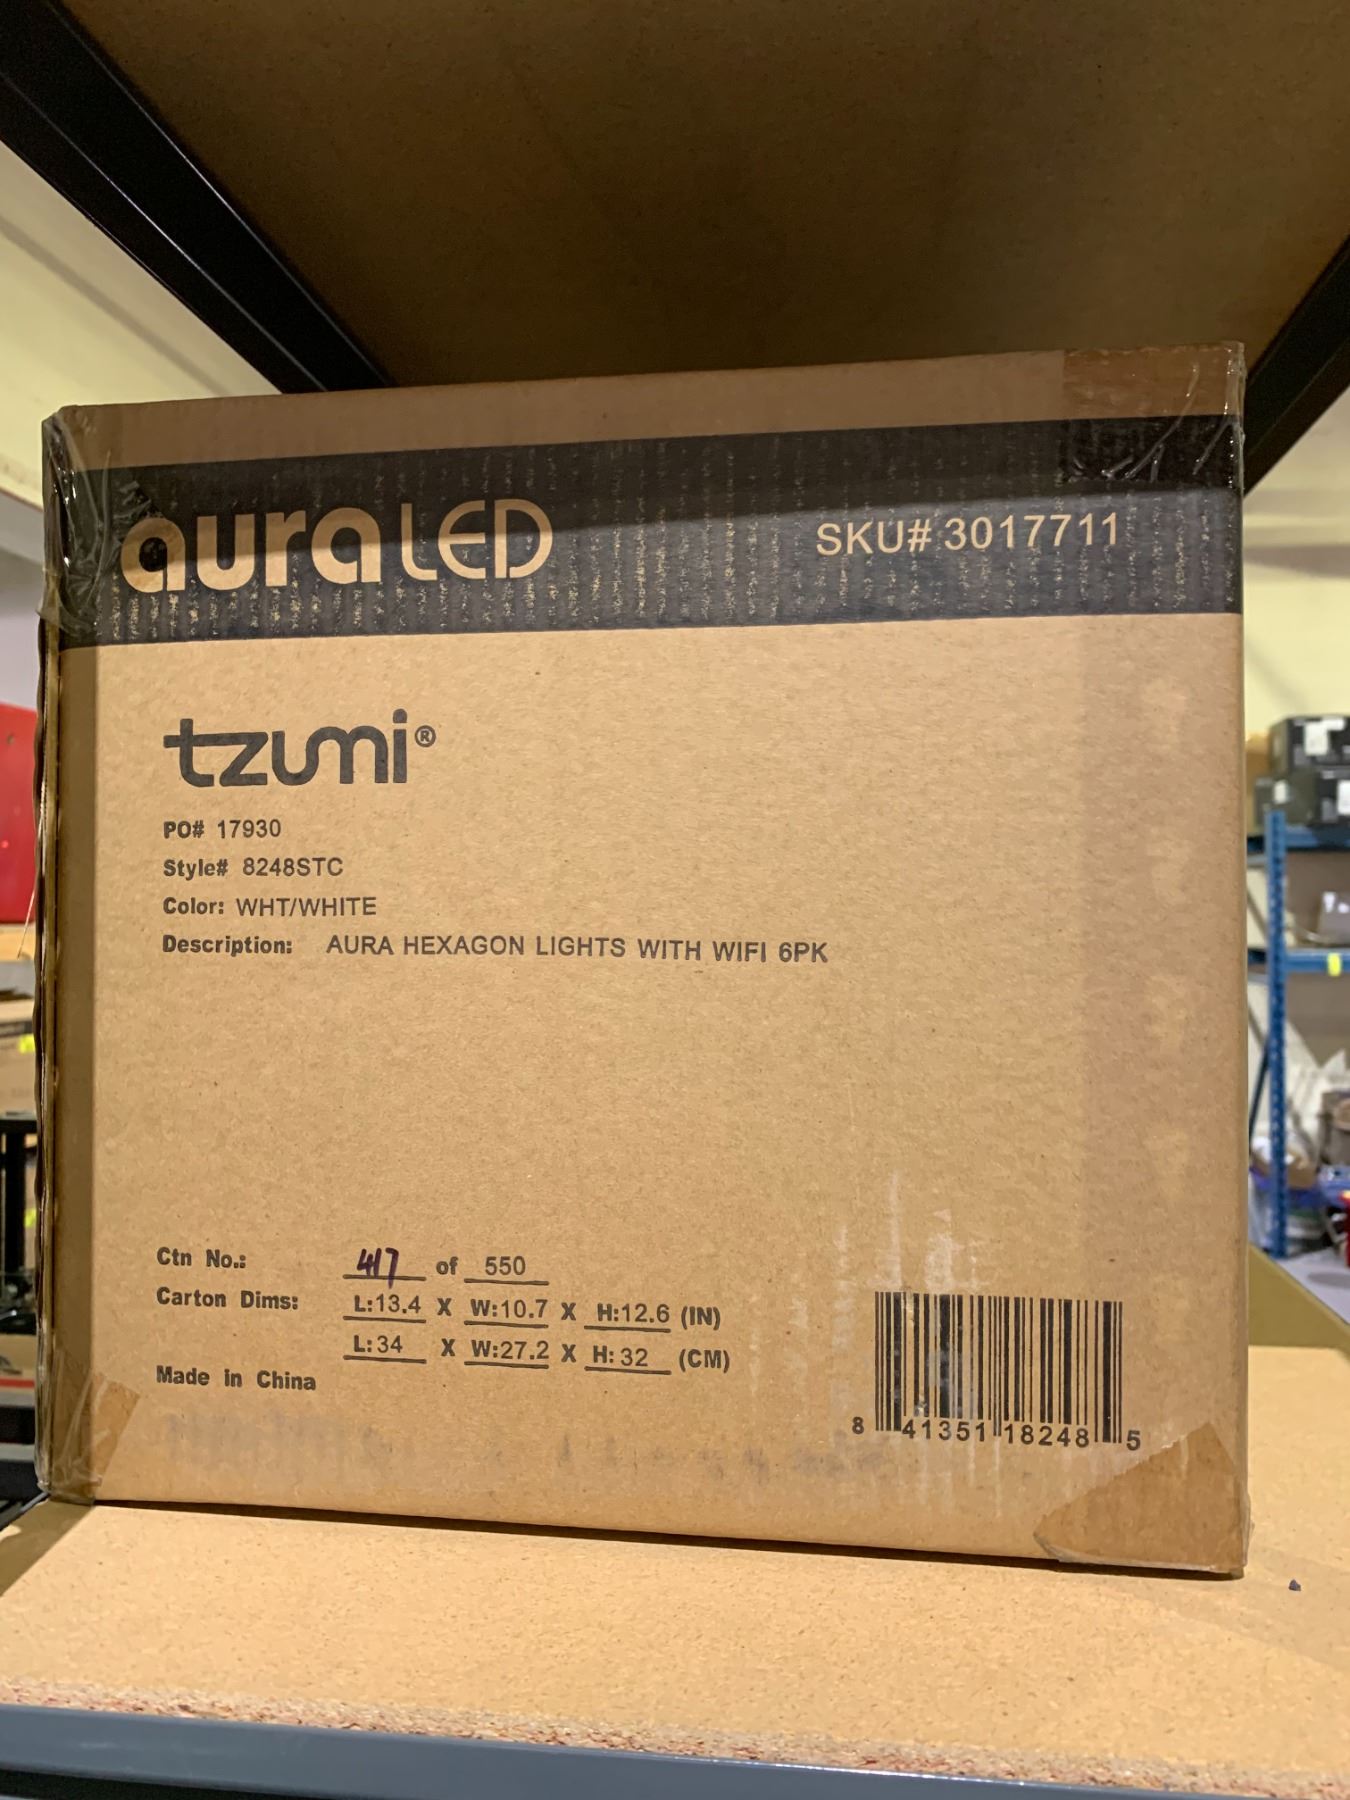 aura LED
SKU# 3017711
tzumi®
PO# 17930
Style# 8248STC
Color: WHT/WHITE
Description: AURA HEXAGON LIGHTS WITH WIFI 6PK
Ctn No.: 417 of 550
Carton Dims: L:13.4 X W:10.7 X H:12.6 (IN)
L:34 X W:27.2 X H:32 (CM)
Made in China
8 41351 18248 5